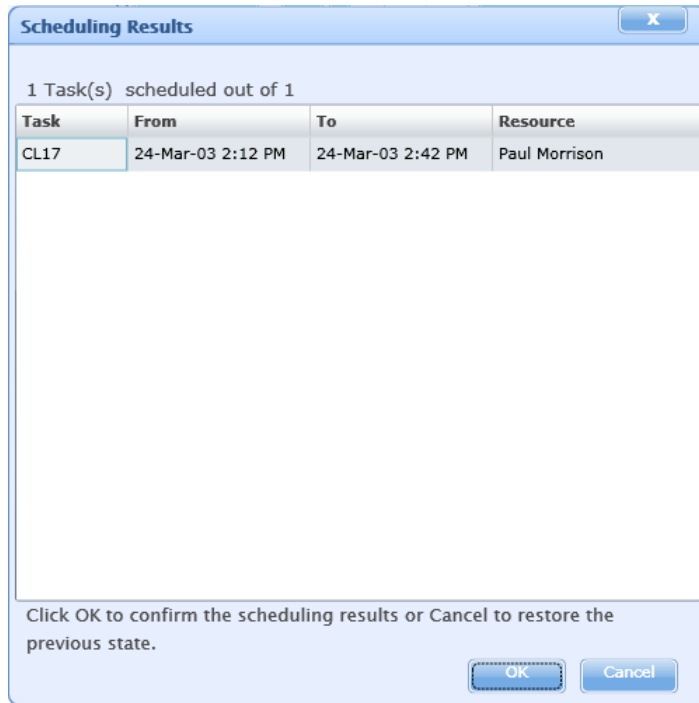 Scheduling Results
X
1 Task(s) scheduled out of 1
Task From To Resource
CL17 24-Mar-03 2:12 PM 24-Mar-03 2:42 PM Paul Morrison
Click OK to confirm the scheduling results or Cancel to restore the
previous state.
OK Cancel